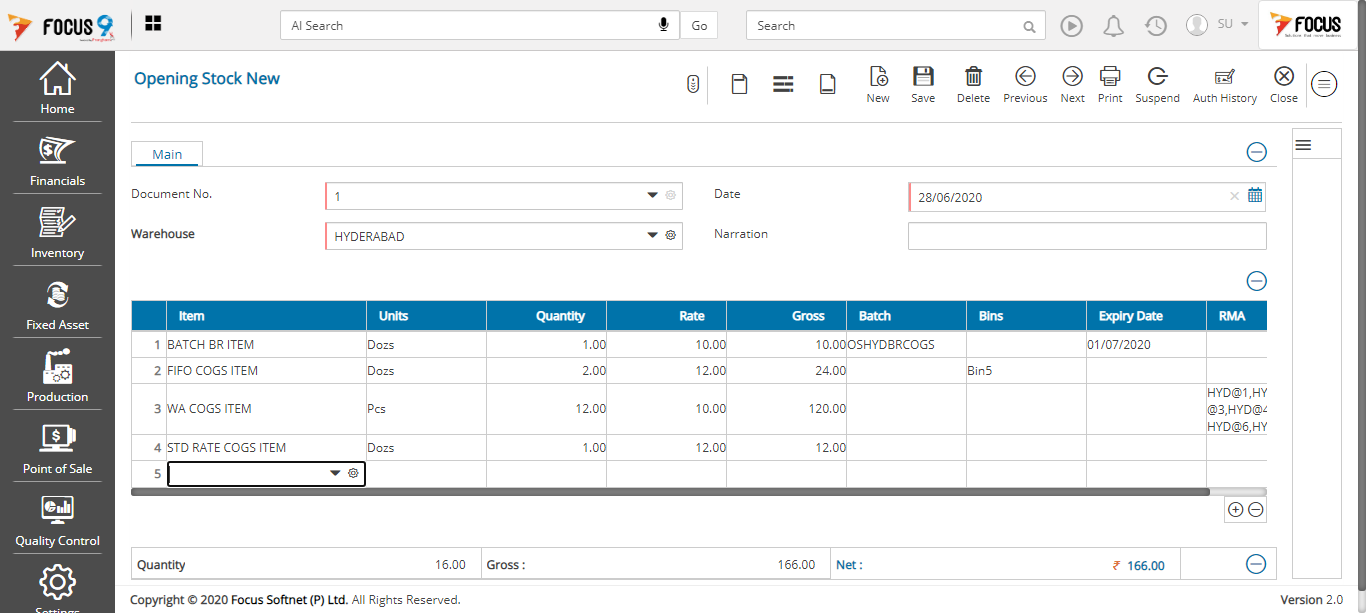 FOCUS 9
AI Search
Go
Search
SU
FOCUS
Home
Financials
Inventory
Fixed Asset
Production
Point of Sale
Quality Control
Settings
Opening Stock New
New
Save
Delete
Previous
Next
Print
Suspend
Auth History
Close
Main
Document No.
1
Date
28/06/2020
Warehouse
HYDERABAD
Narration
Item Units Quantity Rate Gross Batch Bins Expiry Date RMA
1 BATCH BR ITEM Dozs 1.00 10.00 10.00 OSHYDBRCOGS 01/07/2020
2 FIFO COGS ITEM Dozs 2.00 12.00 24.00 Bin5
3 WA COGS ITEM Pcs 12.00 10.00 120.00
HYD@1,HY
@3,HYD@4
HYD@6,HY
4 STD RATE COGS ITEM Dozs 1.00 12.00 12.00
5
Quantity 16.00 Gross : 166.00 Net : ₹ 166.00
Copyright © 2020 Focus Softnet (P) Ltd. All Rights Reserved.
Version 2.0